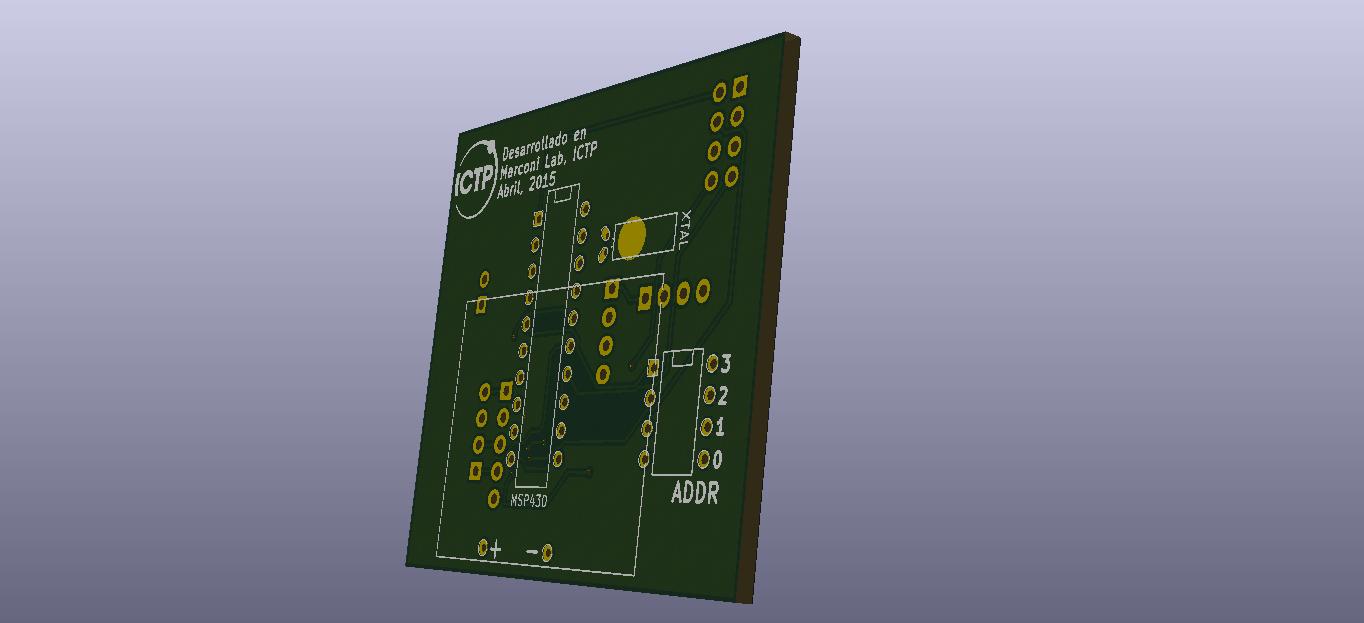 ICTP
Desarrollado en
Marconi Lab, ICTP
Abril, 2015
XTAL
3
2
1
0
ADDR
MSP430
+ -